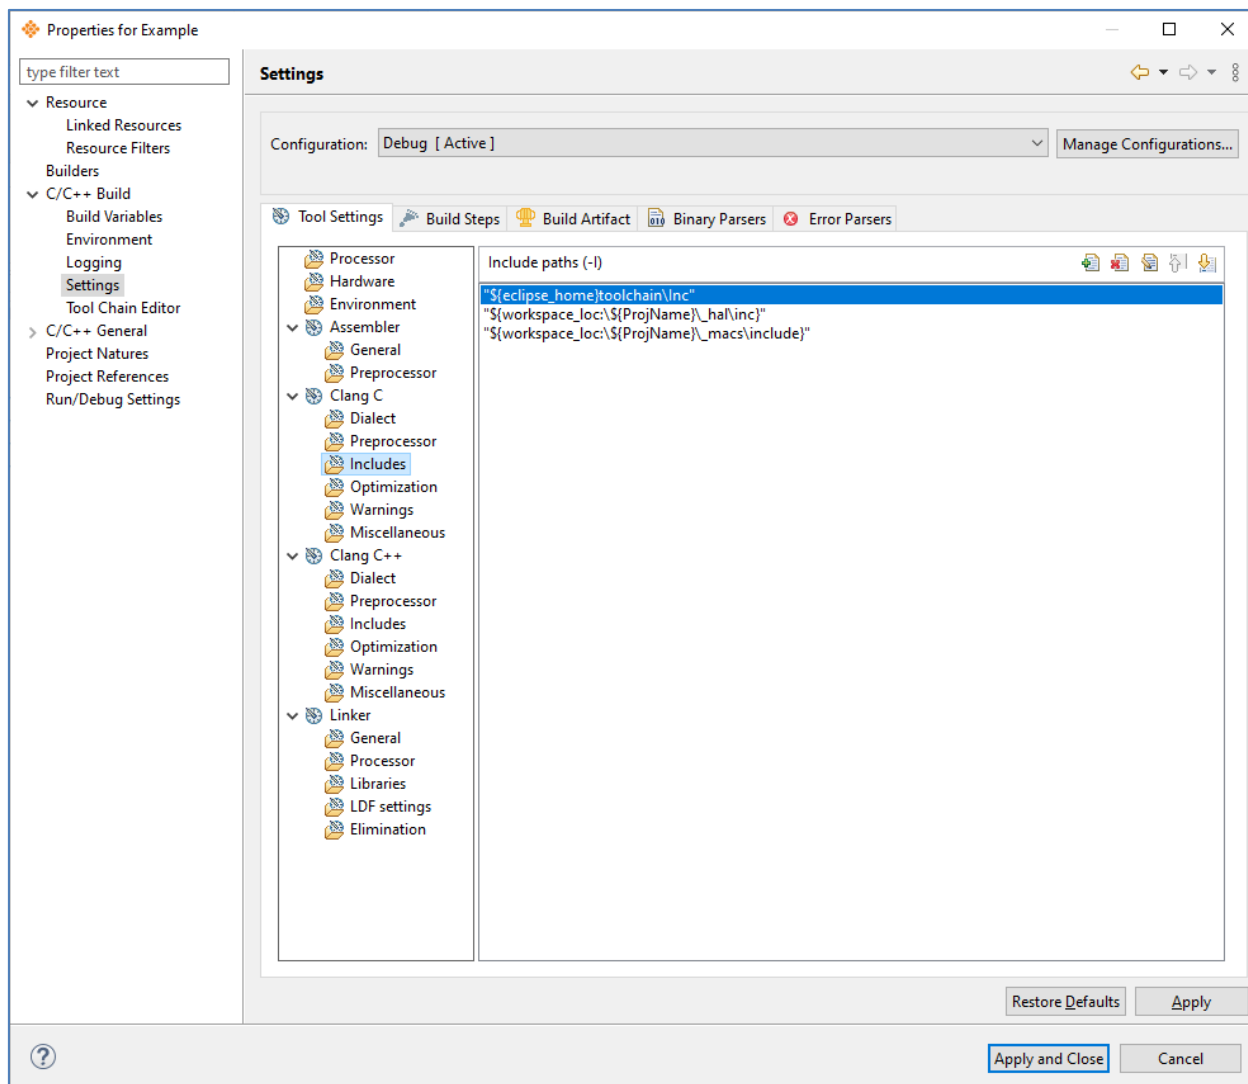 Properties for Example
type filter text
Resource
Linked Resources
Resource Filters
Builders
C/C++ Build
Build Variables
Environment
Logging
Settings
Tool Chain Editor
C/C++ General
Project Natures
Project References
Run/Debug Settings
Settings
Configuration: Debug [ Active ] Manage Configurations...
Tool Settings Build Steps Build Artifact Binary Parsers Error Parsers
Processor
Hardware
Environment
Assembler
General
Preprocessor
Clang C
Dialect
Preprocessor
Includes
Optimization
Warnings
Miscellaneous
Clang C++
Dialect
Preprocessor
Includes
Optimization
Warnings
Miscellaneous
Linker
General
Processor
Libraries
LDF settings
Elimination
Include paths (-I)
"${eclipse_home}toolchain\Inc"
"${workspace_loc:\${ProjName}\_hal\inc}"
"${workspace_loc:\${ProjName}\_macs\include}"
Restore Defaults Apply
? Apply and Close Cancel